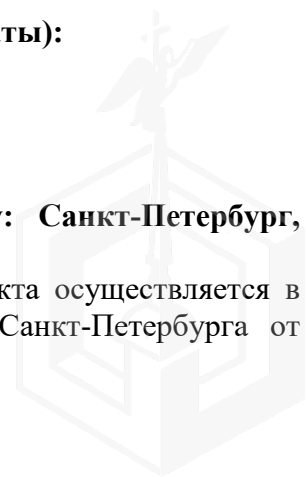 ты):
: Санкт-Петербург,
кта осуществляется в
Санкт-Петербурга от